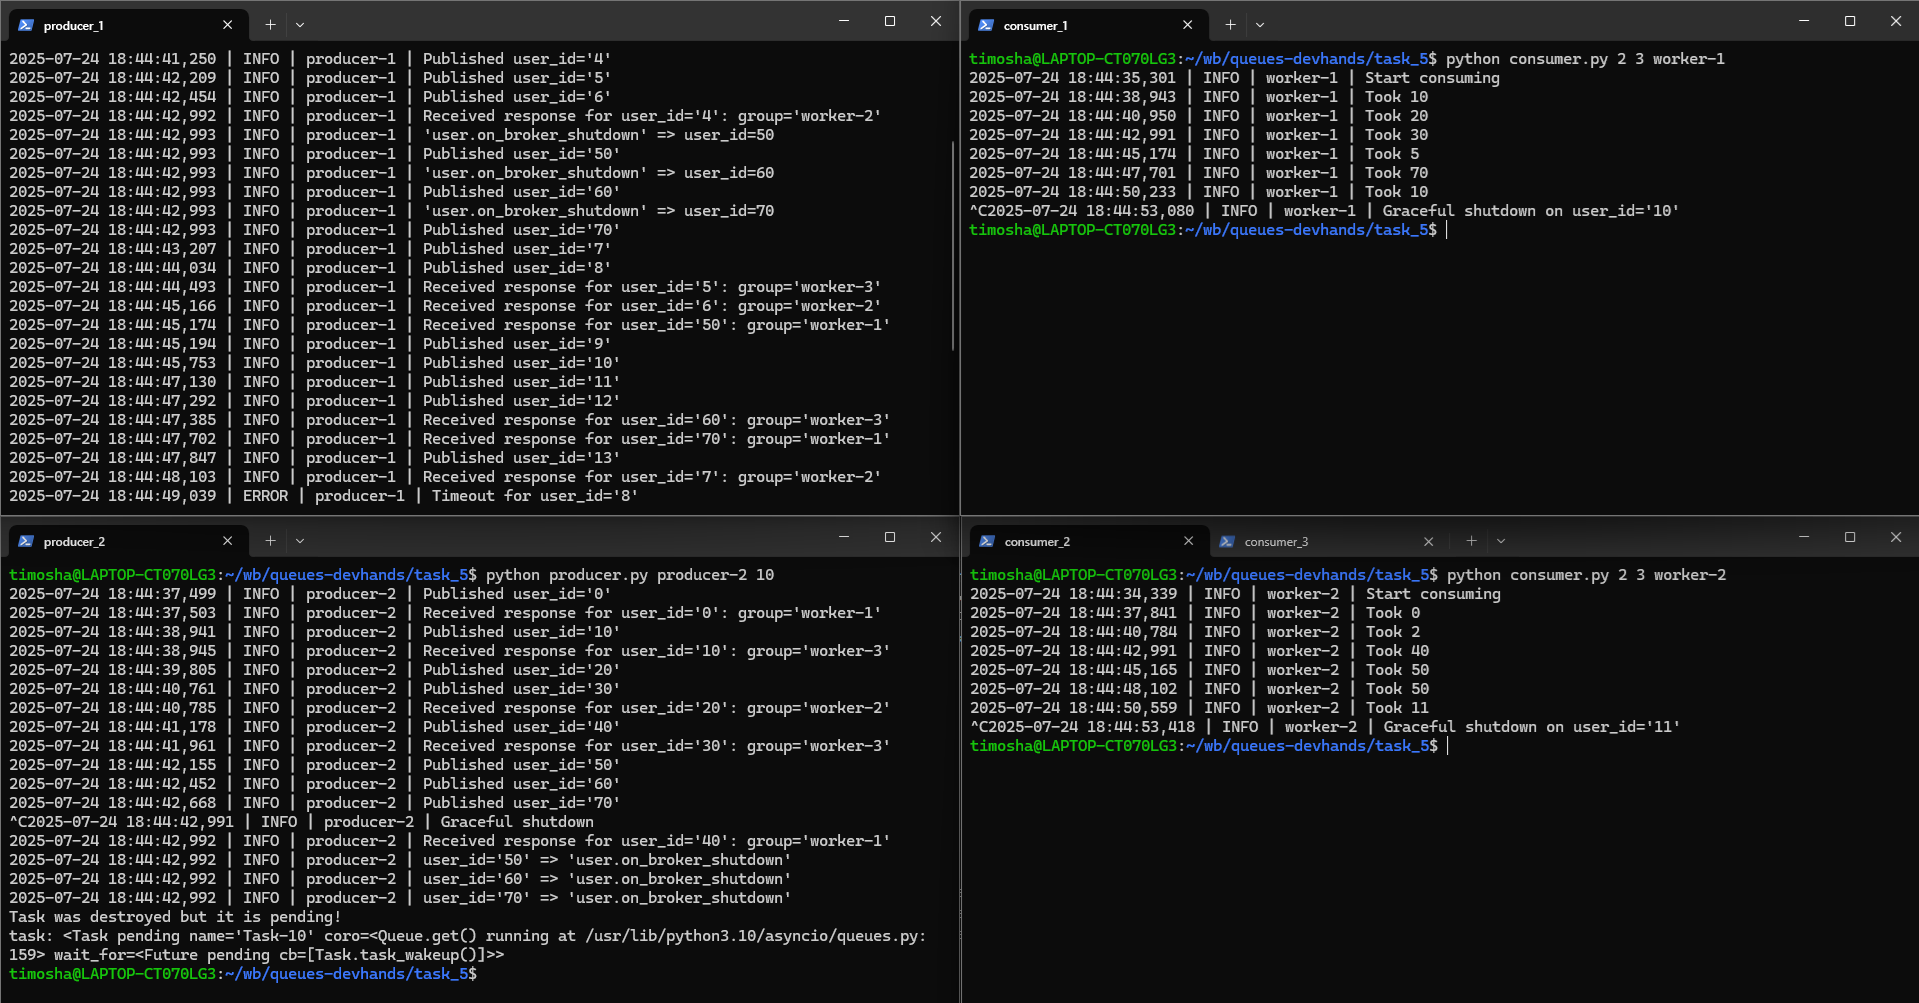 producer_1
2025-07-24 18:44:41,250 | INFO | producer-1 | Published user_id='4'
2025-07-24 18:44:42,209 | INFO | producer-1 | Published user_id='5'
2025-07-24 18:44:42,454 | INFO | producer-1 | Published user_id='6'
2025-07-24 18:44:42,992 | INFO | producer-1 | Received response for user_id='4': group='worker-2'
2025-07-24 18:44:42,993 | INFO | producer-1 | 'user.on_broker_shutdown' => user_id=50
2025-07-24 18:44:42,993 | INFO | producer-1 | Published user_id='50'
2025-07-24 18:44:42,993 | INFO | producer-1 | 'user.on_broker_shutdown' => user_id=60
2025-07-24 18:44:42,993 | INFO | producer-1 | Published user_id='60'
2025-07-24 18:44:42,993 | INFO | producer-1 | 'user.on_broker_shutdown' => user_id=70
2025-07-24 18:44:42,993 | INFO | producer-1 | Published user_id='70'
2025-07-24 18:44:43,207 | INFO | producer-1 | Published user_id='7'
2025-07-24 18:44:44,034 | INFO | producer-1 | Published user_id='8'
2025-07-24 18:44:44,493 | INFO | producer-1 | Received response for user_id='5': group='worker-3'
2025-07-24 18:44:45,166 | INFO | producer-1 | Received response for user_id='6': group='worker-2'
2025-07-24 18:44:45,174 | INFO | producer-1 | Received response for user_id='50': group='worker-1'
2025-07-24 18:44:45,194 | INFO | producer-1 | Published user_id='9'
2025-07-24 18:44:45,753 | INFO | producer-1 | Published user_id='10'
2025-07-24 18:44:47,130 | INFO | producer-1 | Published user_id='11'
2025-07-24 18:44:47,292 | INFO | producer-1 | Published user_id='12'
2025-07-24 18:44:47,385 | INFO | producer-1 | Received response for user_id='60': group='worker-3'
2025-07-24 18:44:47,702 | INFO | producer-1 | Received response for user_id='70': group='worker-1'
2025-07-24 18:44:47,847 | INFO | producer-1 | Published user_id='13'
2025-07-24 18:44:48,103 | INFO | producer-1 | Received response for user_id='7': group='worker-2'
2025-07-24 18:44:49,039 | ERROR | producer-1 | Timeout for user_id='8'
consumer_1
timosha@LAPTOP-CT070LG3:~/wb/queues-devhands/task_5$ python consumer.py 2 3 worker-1
2025-07-24 18:44:35,301 | INFO | worker-1 | Start consuming
2025-07-24 18:44:38,943 | INFO | worker-1 | Took 10
2025-07-24 18:44:40,950 | INFO | worker-1 | Took 20
2025-07-24 18:44:42,991 | INFO | worker-1 | Took 30
2025-07-24 18:44:45,174 | INFO | worker-1 | Took 5
2025-07-24 18:44:47,701 | INFO | worker-1 | Took 70
2025-07-24 18:44:50,233 | INFO | worker-1 | Took 10
^C2025-07-24 18:44:53,080 | INFO | worker-1 | Graceful shutdown on user_id='10'
timosha@LAPTOP-CT070LG3:~/wb/queues-devhands/task_5$
producer_2
timosha@LAPTOP-CT070LG3:~/wb/queues-devhands/task_5$ python producer.py producer-2 10
2025-07-24 18:44:37,499 | INFO | producer-2 | Published user_id='0'
2025-07-24 18:44:37,503 | INFO | producer-2 | Received response for user_id='0': group='worker-1'
2025-07-24 18:44:38,941 | INFO | producer-2 | Published user_id='10'
2025-07-24 18:44:38,945 | INFO | producer-2 | Received response for user_id='10': group='worker-3'
2025-07-24 18:44:39,805 | INFO | producer-2 | Published user_id='20'
2025-07-24 18:44:40,761 | INFO | producer-2 | Published user_id='30'
2025-07-24 18:44:40,785 | INFO | producer-2 | Received response for user_id='20': group='worker-2'
2025-07-24 18:44:41,178 | INFO | producer-2 | Published user_id='40'
2025-07-24 18:44:41,961 | INFO | producer-2 | Received response for user_id='30': group='worker-3'
2025-07-24 18:44:42,155 | INFO | producer-2 | Published user_id='50'
2025-07-24 18:44:42,452 | INFO | producer-2 | Published user_id='60'
2025-07-24 18:44:42,668 | INFO | producer-2 | Published user_id='70'
^C2025-07-24 18:44:42,991 | INFO | producer-2 | Graceful shutdown
2025-07-24 18:44:42,992 | INFO | producer-2 | Received response for user_id='40': group='worker-1'
2025-07-24 18:44:42,992 | INFO | producer-2 | user_id='50' => 'user.on_broker_shutdown'
2025-07-24 18:44:42,992 | INFO | producer-2 | user_id='60' => 'user.on_broker_shutdown'
2025-07-24 18:44:42,992 | INFO | producer-2 | user_id='70' => 'user.on_broker_shutdown'
Task was destroyed but it is pending!
task: <Task pending name='Task-10' coro=<Queue.get() running at /usr/lib/python3.10/asyncio/queues.py:
159> wait_for=<Future pending cb=[Task.task_wakeup()]>>
timosha@LAPTOP-CT070LG3:~/wb/queues-devhands/task_5$
consumer_2 consumer_3
timosha@LAPTOP-CT070LG3:~/wb/queues-devhands/task_5$ python consumer.py 2 3 worker-2
2025-07-24 18:44:34,339 | INFO | worker-2 | Start consuming
2025-07-24 18:44:37,841 | INFO | worker-2 | Took 0
2025-07-24 18:44:40,784 | INFO | worker-2 | Took 2
2025-07-24 18:44:42,991 | INFO | worker-2 | Took 40
2025-07-24 18:44:45,165 | INFO | worker-2 | Took 50
2025-07-24 18:44:48,102 | INFO | worker-2 | Took 50
2025-07-24 18:44:50,559 | INFO | worker-2 | Took 11
^C2025-07-24 18:44:53,418 | INFO | worker-2 | Graceful shutdown on user_id='11'
timosha@LAPTOP-CT070LG3:~/wb/queues-devhands/task_5$